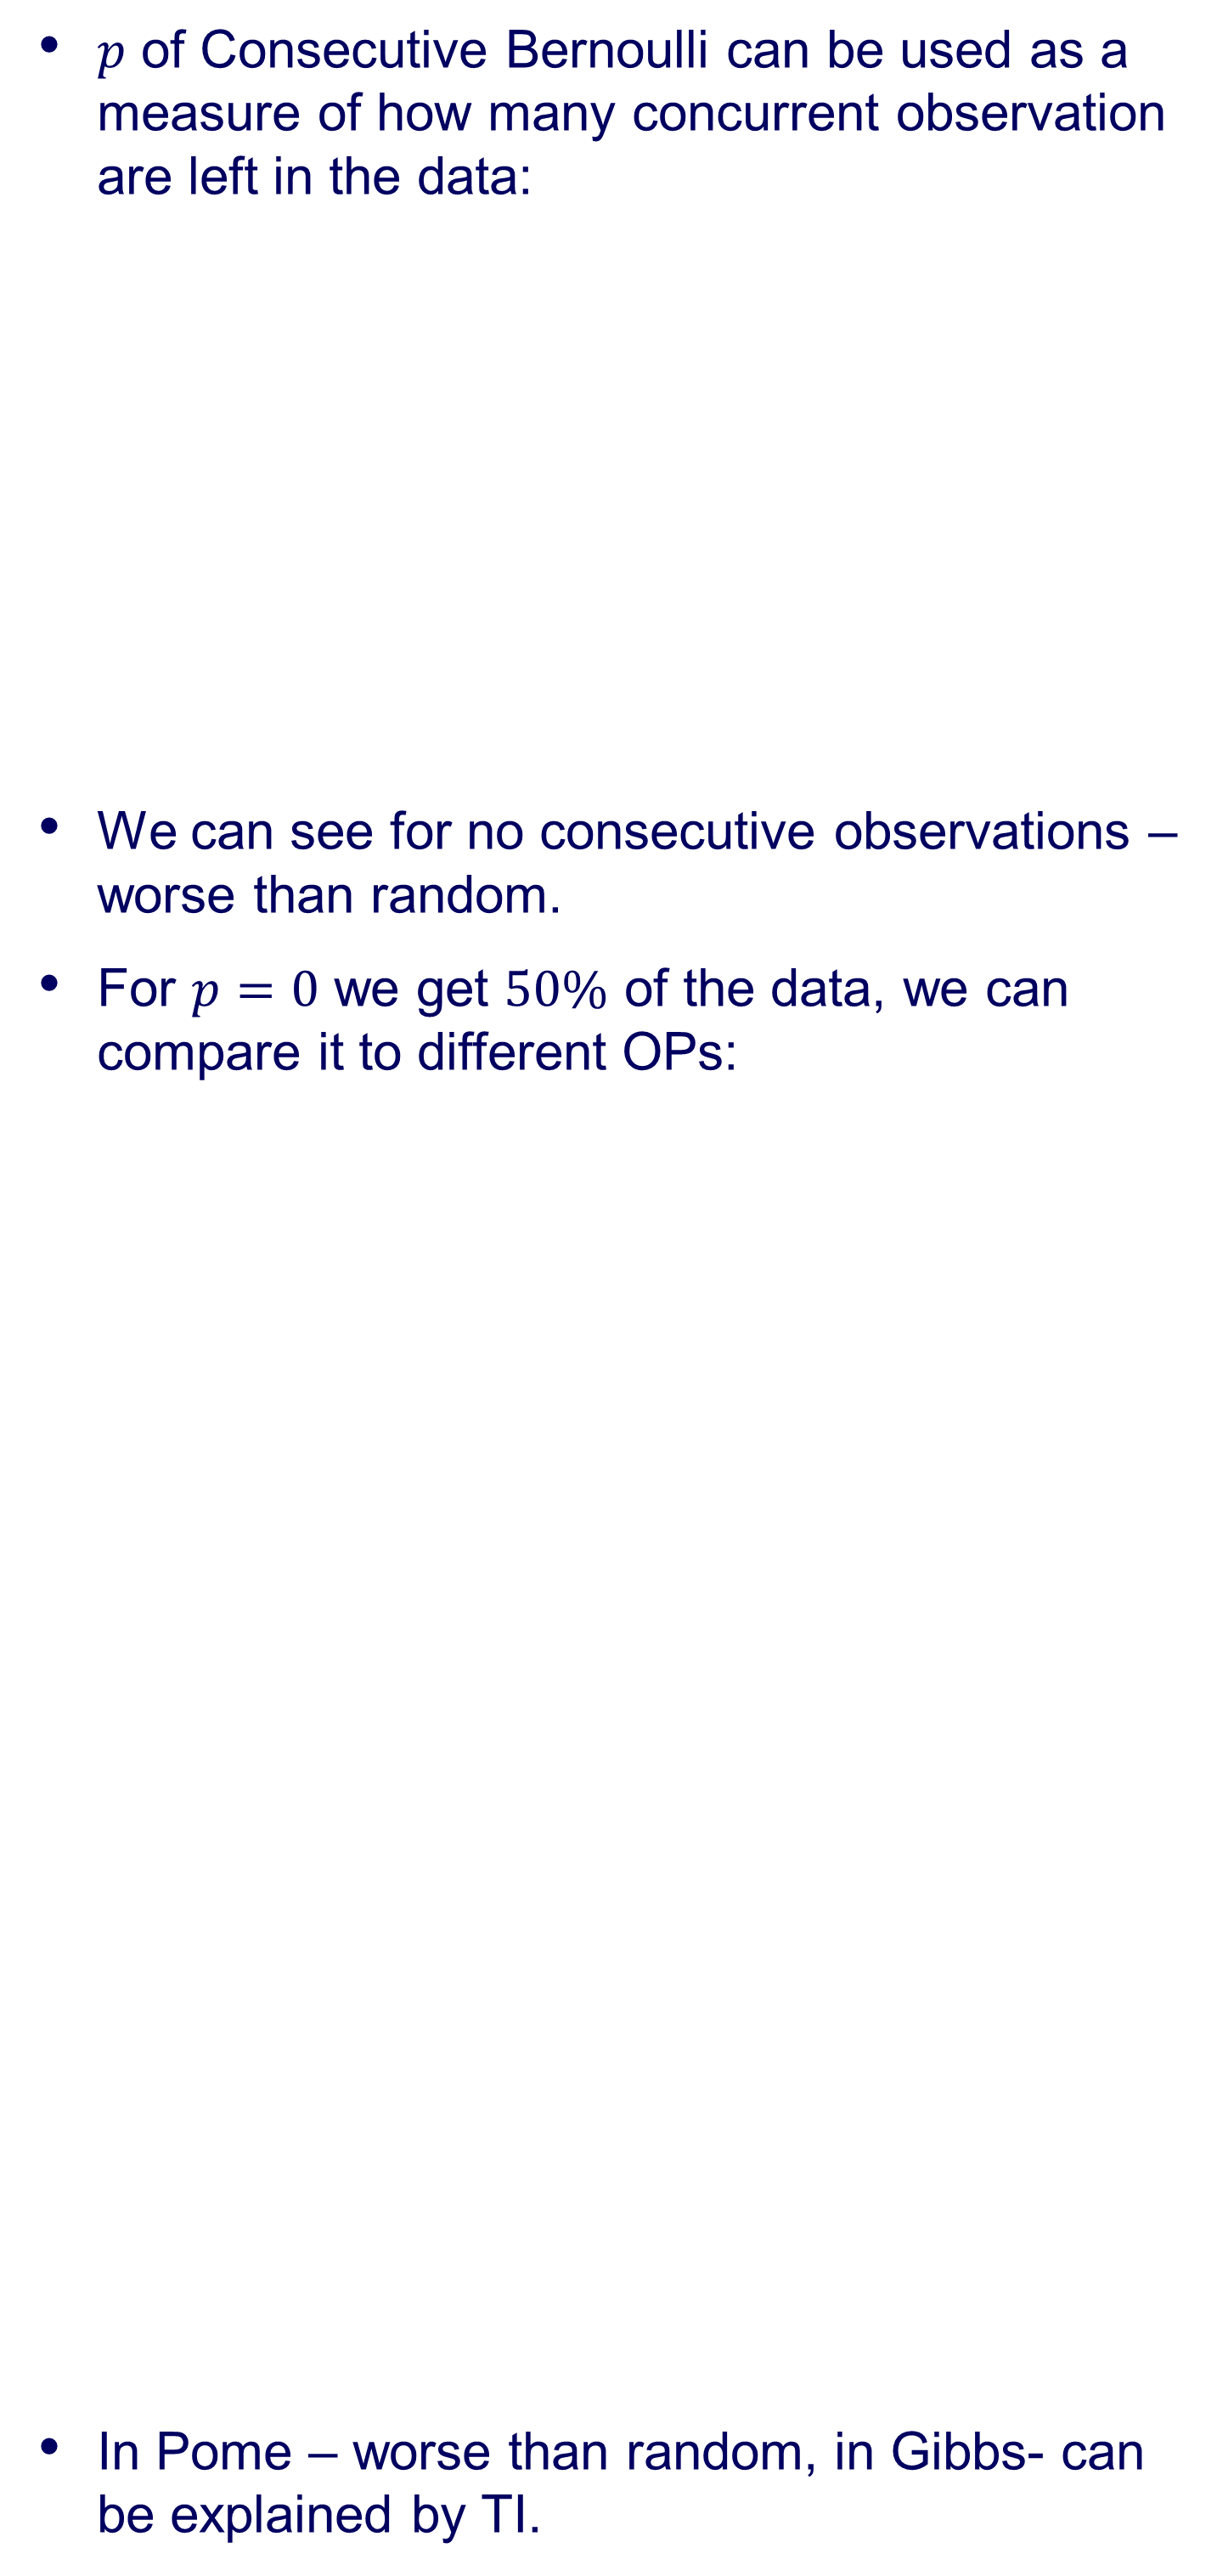 • p of Consecutive Bernoulli can be used as a
measure of how many concurrent observation
are left in the data:
• We can see for no consecutive observations –
worse than random.
• For p = 0 we get 50% of the data, we can
compare it to different OPs:
• In Pome – worse than random, in Gibbs- can
be explained by TI.